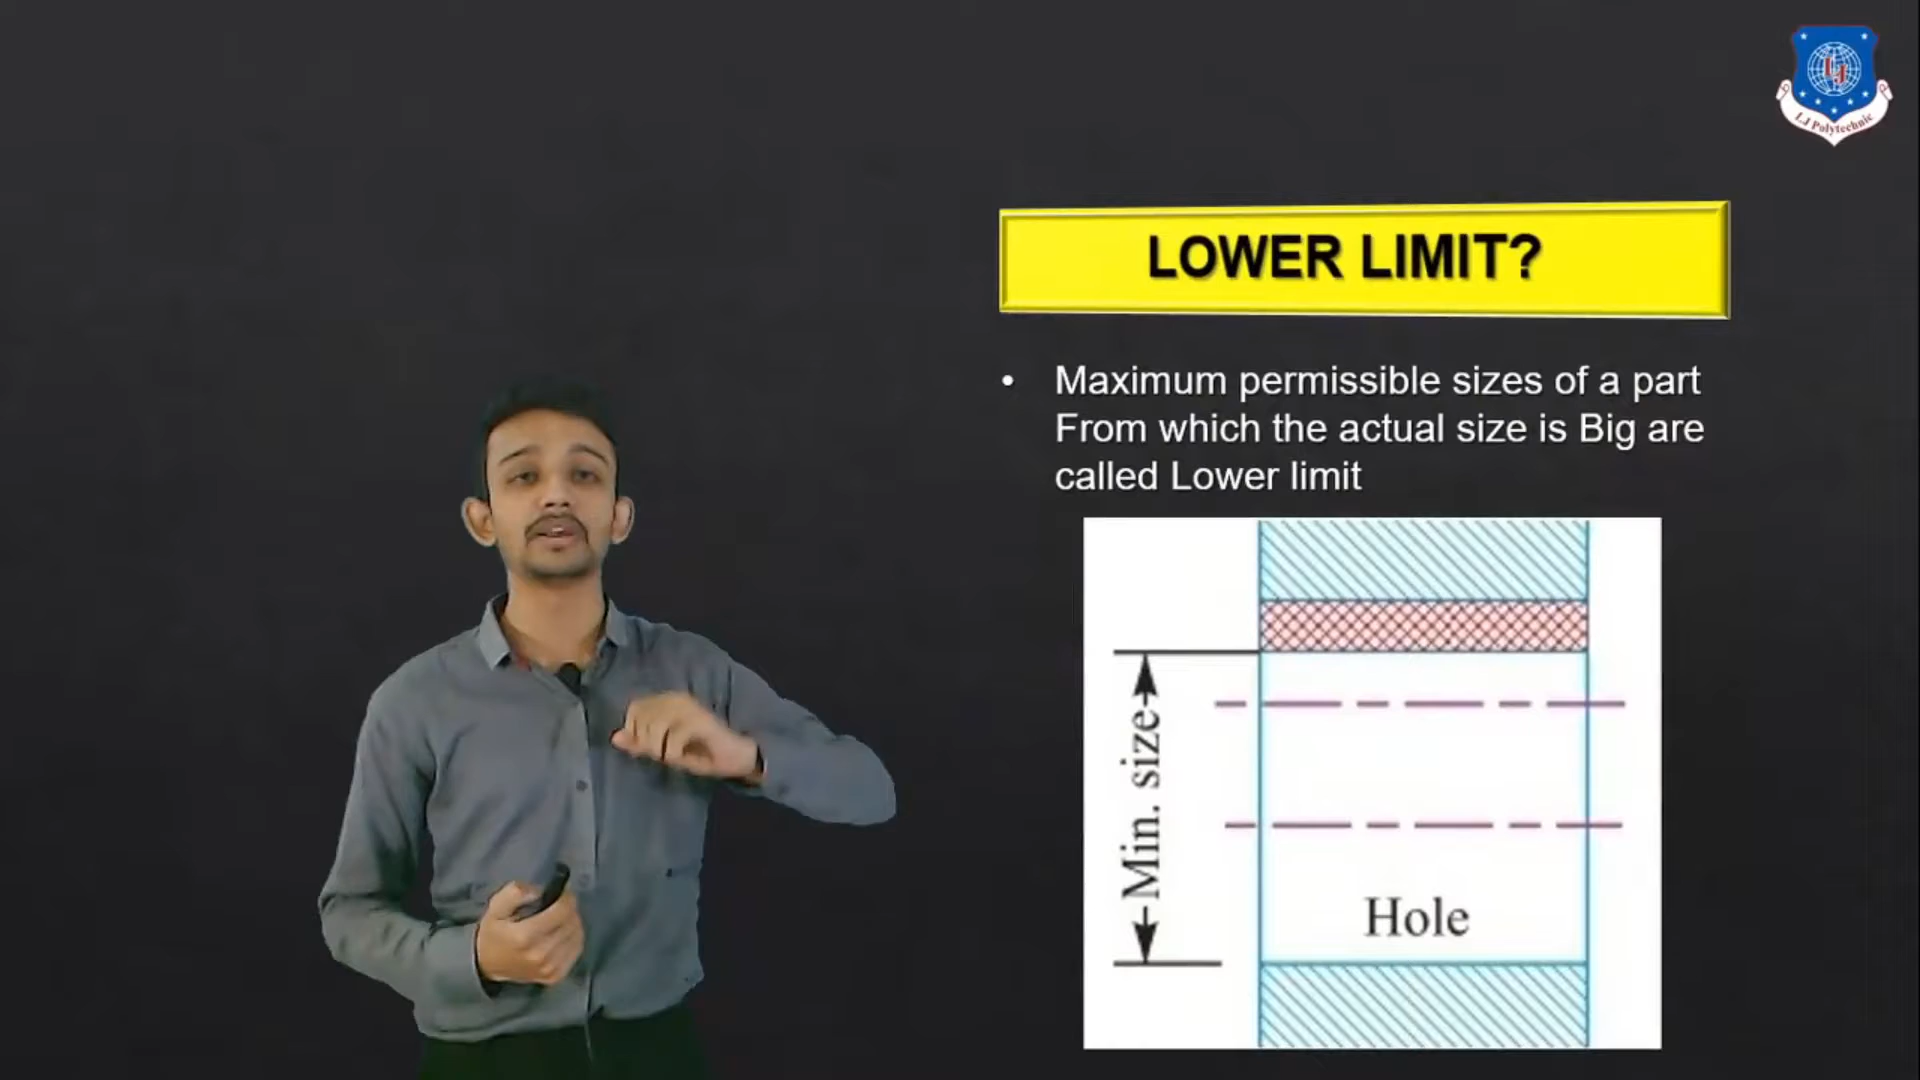 LJ
LJ Polytechnic
LOWER LIMIT?
• Maximum permissible sizes of a part
From which the actual size is Big are
called Lower limit
Min. size
Hole